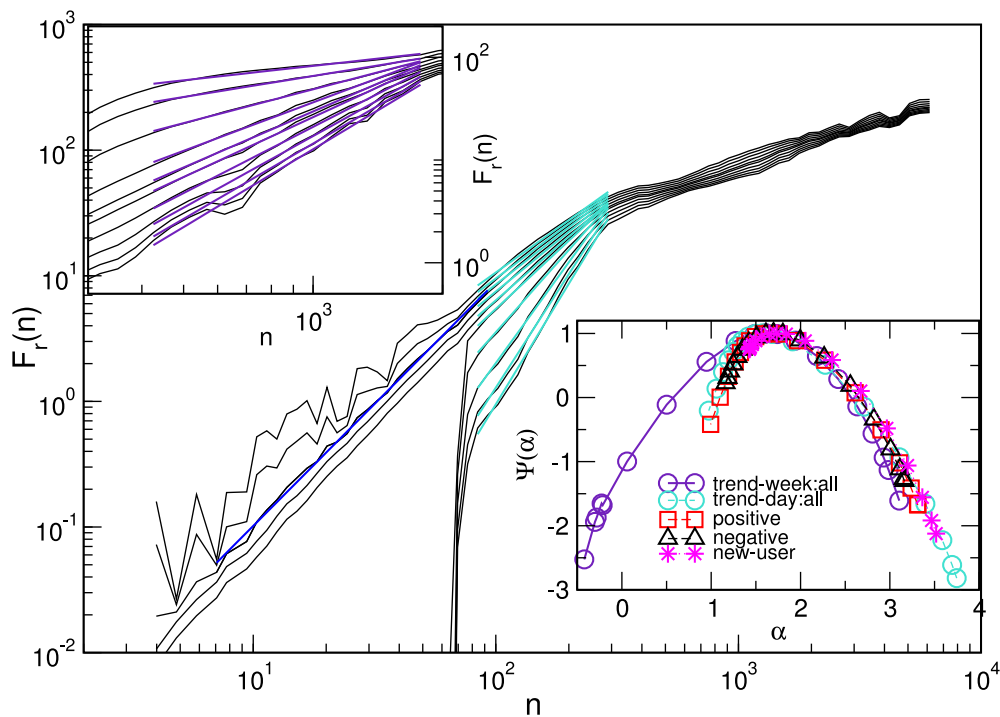 10^3
10^2
10^1
10^0
10^-1
10^-2
F_r(n)
10^1
10^2
10^3
10^4
n
10^2
10^0
F_r(n)
10^3
n
1
0
-1
-2
-3
Ψ(α)
trend-week:all
trend-day:all
positive
negative
new-user
0
1
2
3
4
α